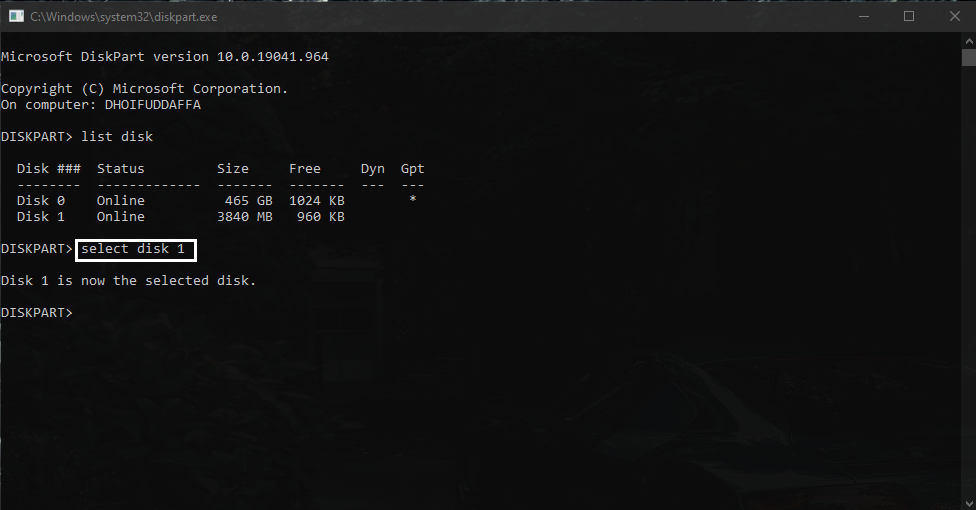 C:\Windows\system32\diskpart.exe
Microsoft DiskPart version 10.0.19041.964
Copyright (C) Microsoft Corporation.
On computer: DHOIFUDDAFFA
DISKPART> list disk
  Disk ###  Status         Size     Free     Dyn  Gpt
  --------  -------------  -------  -------  ---  ---
  Disk 0    Online          465 GB  1024 KB        *
  Disk 1    Online         3840 MB   960 KB
DISKPART> select disk 1
Disk 1 is now the selected disk.
DISKPART>